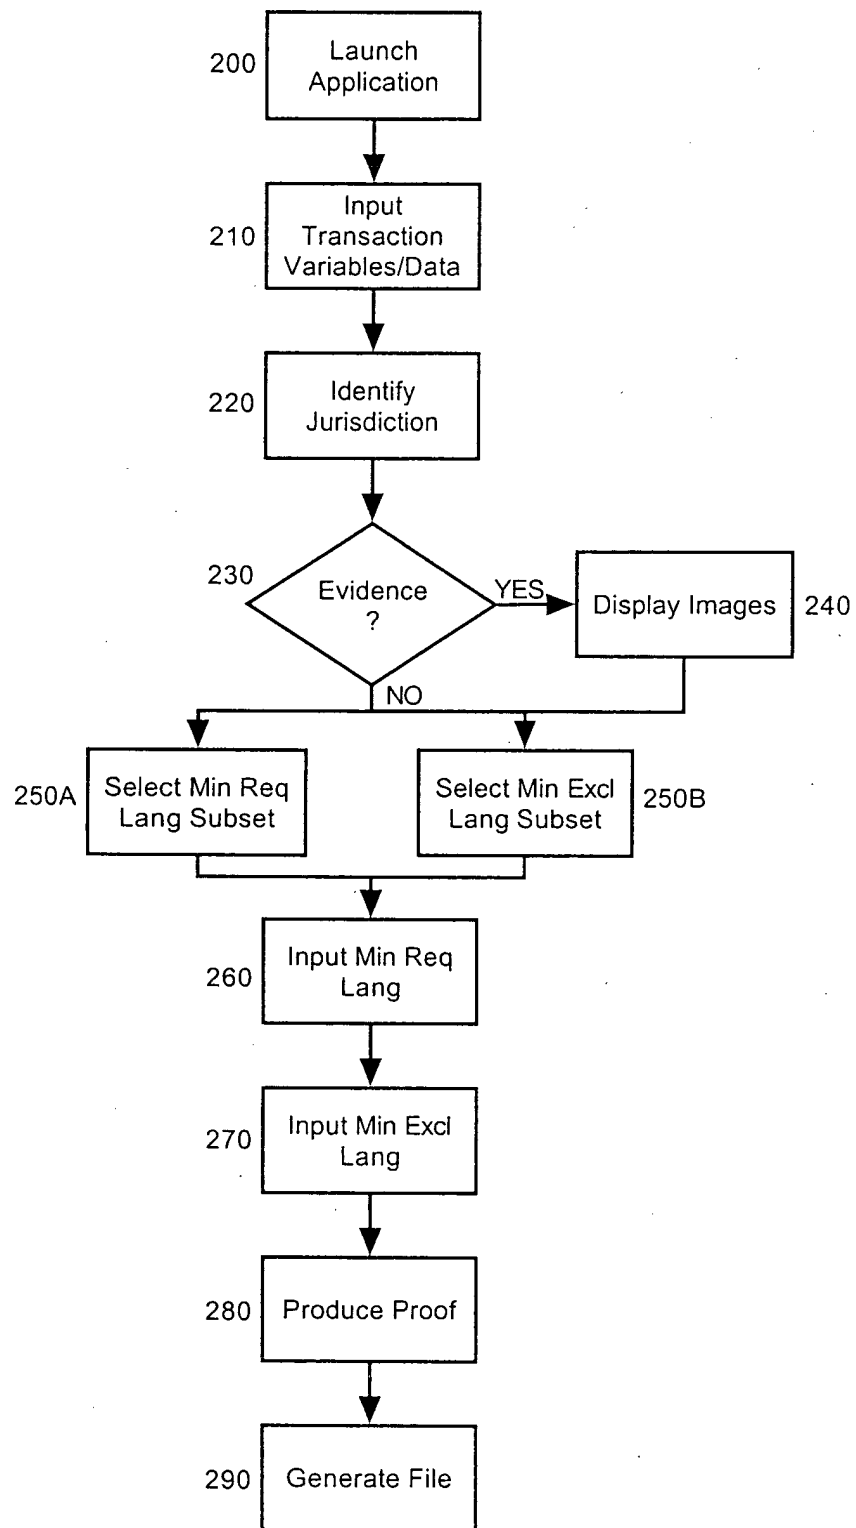 200
Launch
Application
210
Input
Transaction
Variables/Data
220
Identify
Jurisdiction
230
Evidence
?
YES
Display Images
240
NO
250A
Select Min Req
Lang Subset
Select Min Excl
Lang Subset
250B
260
Input Min Req
Lang
270
Input Min Excl
Lang
280
Produce Proof
290
Generate File